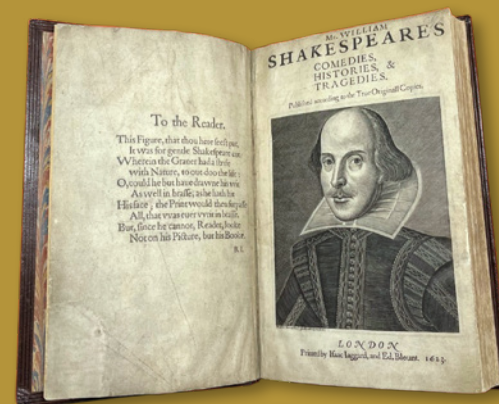 To the Reader.
This Figure, that thou here seest put,
It was for gentle Shakespeare cut;
Wherein the Grauer had a strife
with Nature, to out-doo the life:
O, could he but haue drawne his wit
As well in brasse, as he hath hit
His face, the Print would then surpasse
All, that vvas euer vvrit in brasse.
But, since he cannot, Reader, looke
Not on his Picture, but his Booke.
B.I.
Mr. WILLIAM
SHAKESPEARES
COMEDIES,
HISTORIES, &
TRAGEDIES.
Published according to the True Originall Copies.
LONDON
Printed by Isaac Iaggard, and Ed. Blount. 1623.